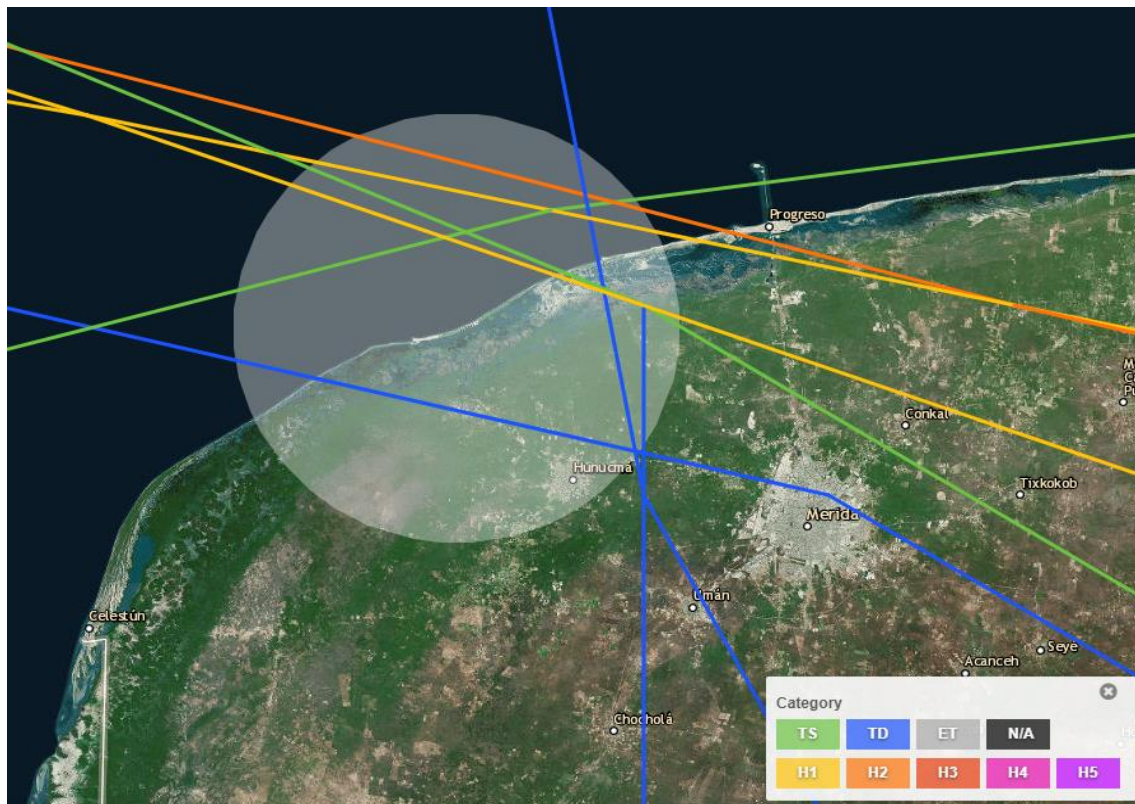 Progreso
Conkal
Hunucmá
Tixkokob
Merida
Umán
Celestún
Seye
Acanceh
Chocholá
Category
TS TD ET N/A
H1 H2 H3 H4 H5